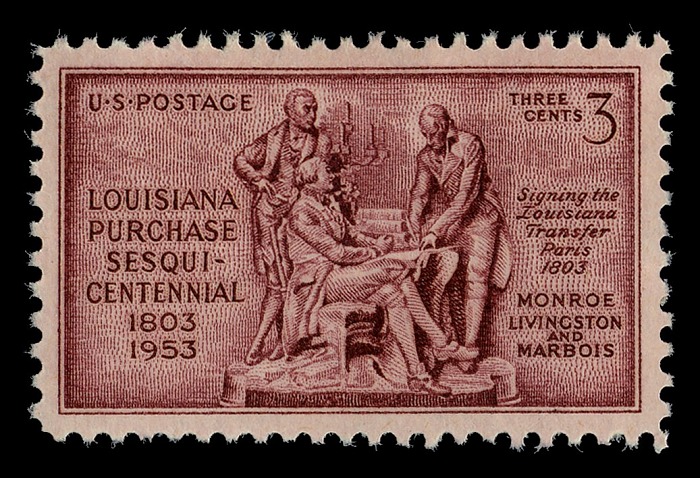 U·S·POSTAGE
LOUISIANA
PURCHASE
SESQUI-
CENTENNIAL
1803
1953
THREE
CENTS 3
Signing the
Louisiana
Transfer
Paris
1803
MONROE
LIVINGSTON
AND
MARBOIS